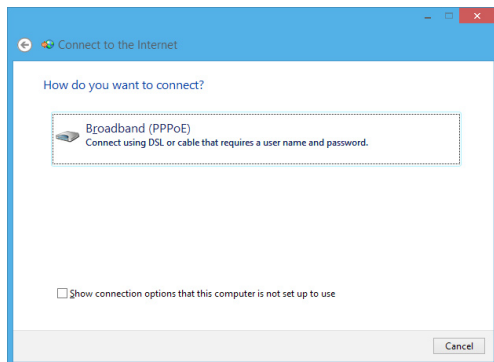 Connect to the Internet
How do you want to connect?
Broadband (PPPoE)
Connect using DSL or cable that requires a user name and password.
Show connection options that this computer is not set up to use
Cancel